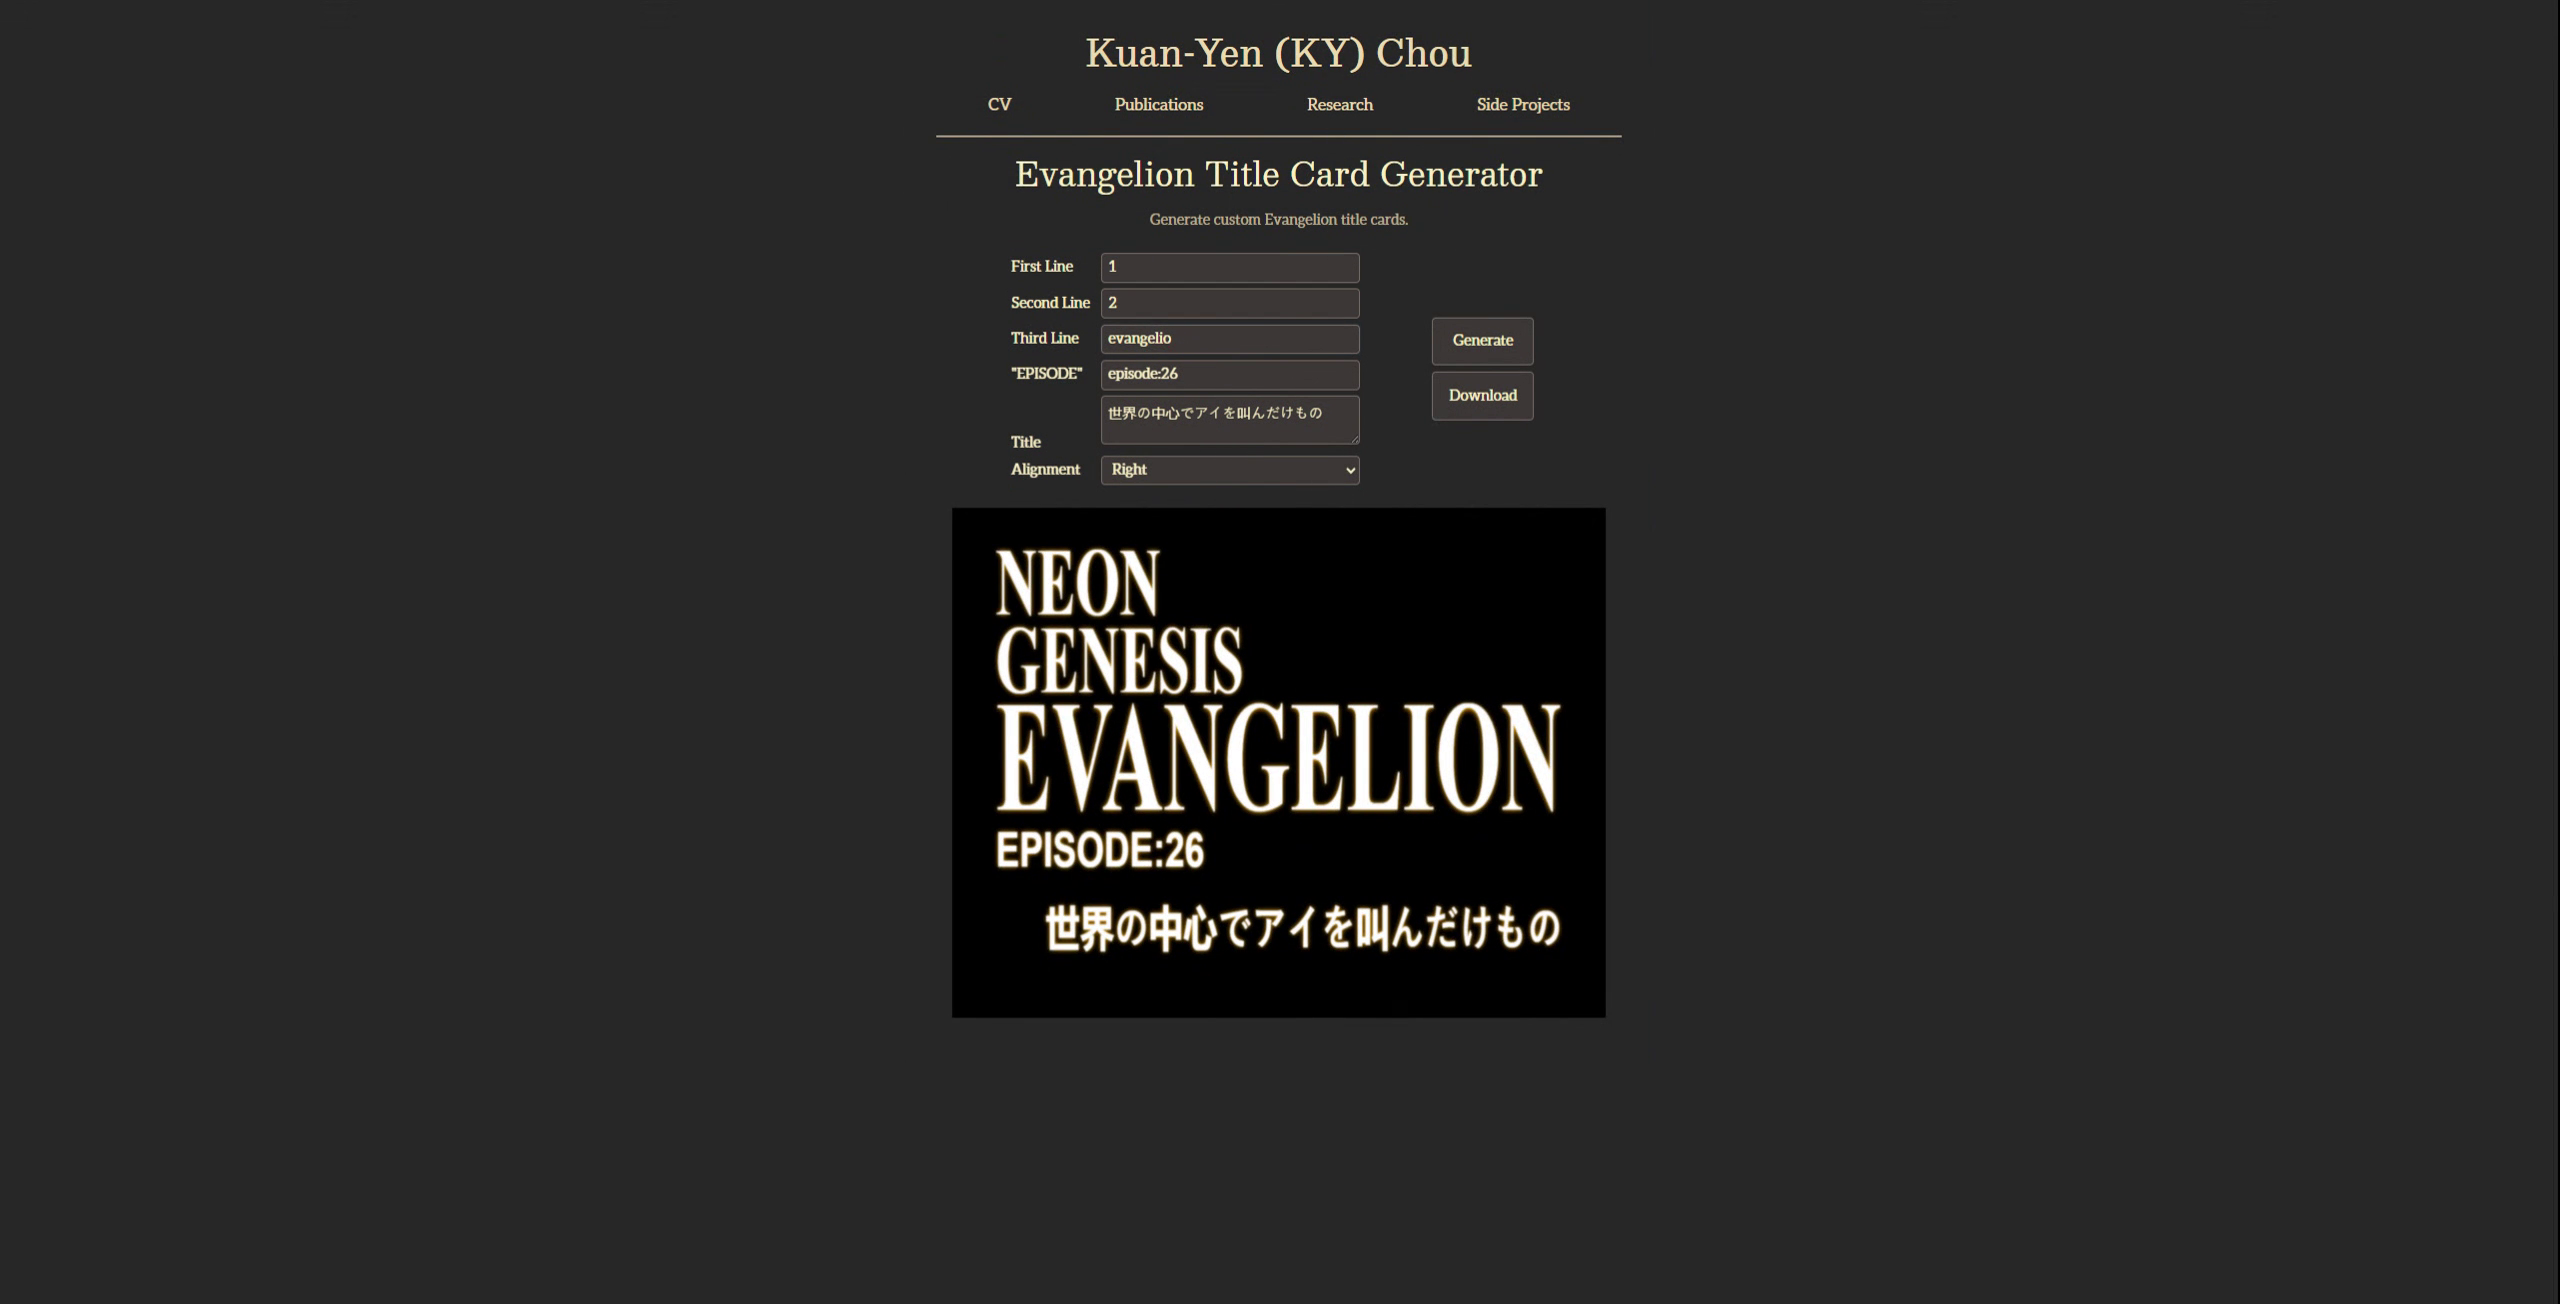 Kuan-Yen (KY) Chou
CV Publications Research Side Projects
Evangelion Title Card Generator
Generate custom Evangelion title cards.
First Line 1
Second Line 2
Third Line evangelio
"EPISODE" episode:26
Title 世界の中心でアイを叫んだけもの
Alignment Right
Generate
Download
NEON
GENESIS
EVANGELION
EPISODE:26
世界の中心でアイを叫んだけもの